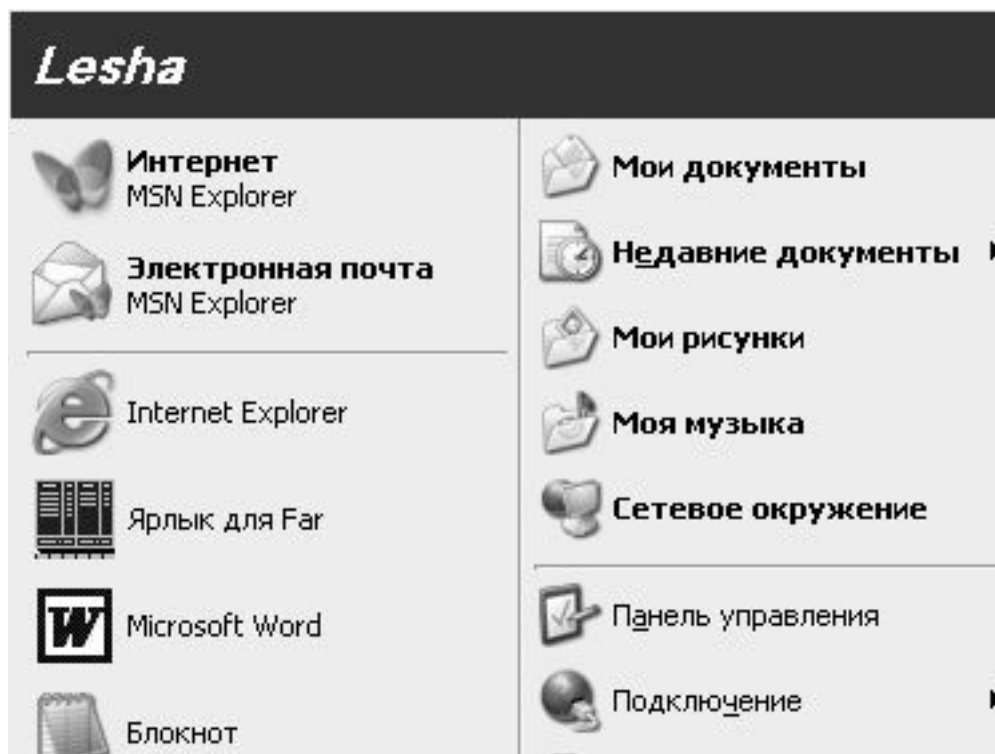 Lesha
Интернет
MSN Explorer
Электронная почта
MSN Explorer
Internet Explorer
Ярлык для Far
Microsoft Word
Блокнот
Мои документы
Недавние документы
Мои рисунки
Моя музыка
Сетевое окружение
Панель управления
Подключение